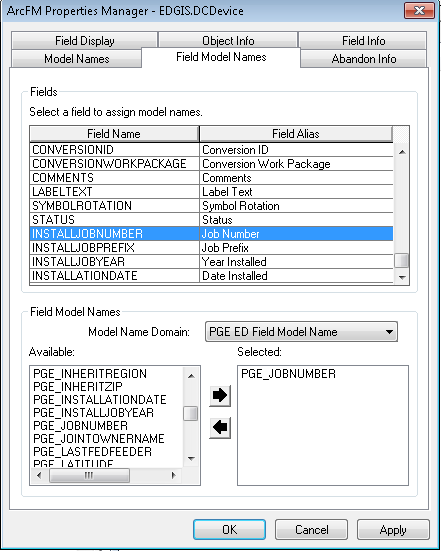 ArcFM Properties Manager - EDGIS.DCDevice
Field Display Object Info Field Info
Model Names Field Model Names Abandon Info
Fields
Select a field to assign model names.
Field Name Field Alias
CONVERSIONID Conversion ID
CONVERSIONWORKPACKAGE Conversion Work Package
COMMENTS Comments
LABELTEXT Label Text
SYMBOLROTATION Symbol Rotation
STATUS Status
INSTALLJOBNUMBER Job Number
INSTALLJOBPREFIX Job Prefix
INSTALLJOBYEAR Year Installed
INSTALLATIONDATE Date Installed
Field Model Names
Model Name Domain: PGE ED Field Model Name
Available: Selected:
PGE_INHERITREGION PGE_JOBNUMBER
PGE_INHERITZIP
PGE_INSTALLATIONDATE
PGE_INSTALLJOBYEAR
PGE_JOBNUMBER
PGE_JOINTOWNERNAME
PGE_LASTFEDFEEDER
PGE_LATITUDE
OK Cancel Apply